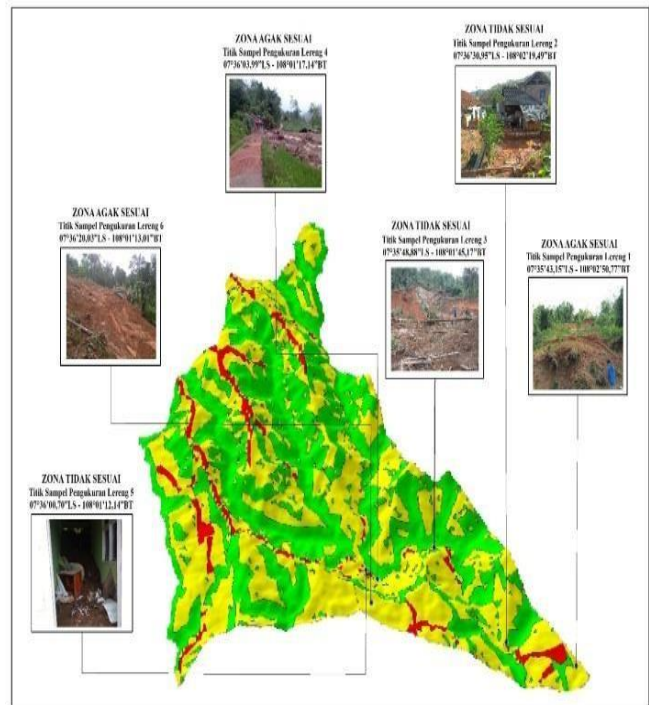 ZONA AGAK SESUAI
Titik Sampel Pengukuran Lereng 4
07°36'03,99"LS - 108°01'17,14"BT
ZONA TIDAK SESUAI
Titik Sampel Pengukuran Lereng 2
07°36'30,95"LS - 108°02'19,49"BT
ZONA AGAK SESUAI
Titik Sampel Pengukuran Lereng 6
07°36'20,03"LS - 108°01'13,01"BT
ZONA TIDAK SESUAI
Titik Sampel Pengukuran Lereng 3
07°35'48,88"LS - 108°01'45,17"BT
ZONA AGAK SESUAI
Titik Sampel Pengukuran Lereng 1
07°35'43,15"LS - 108°02'50,77"BT
ZONA TIDAK SESUAI
Titik Sampel Pengukuran Lereng 5
07°36'00,70"LS - 108°01'12,14"BT